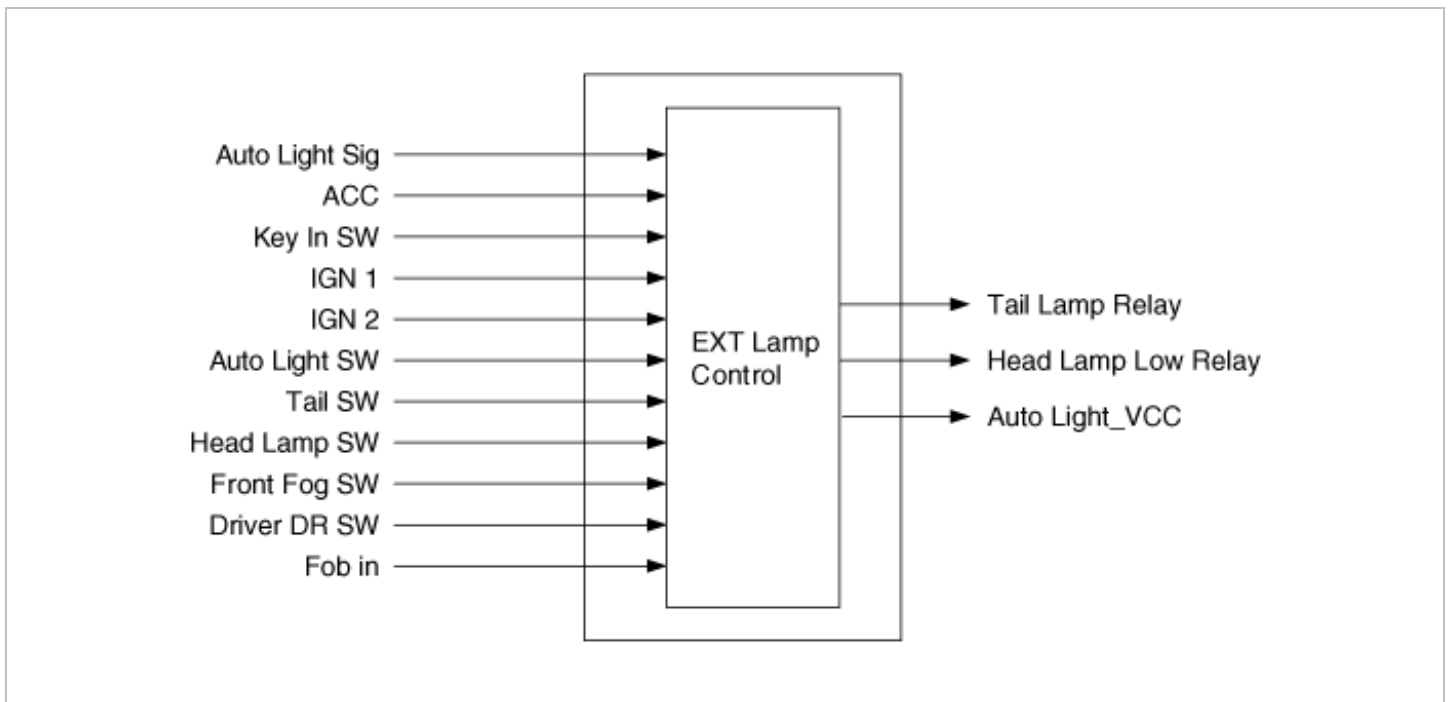 Auto Light Sig
ACC
Key In SW
IGN 1
IGN 2
Auto Light SW
Tail SW
Head Lamp SW
Front Fog SW
Driver DR SW
Fob in
EXT Lamp
Control
Tail Lamp Relay
Head Lamp Low Relay
Auto Light_VCC